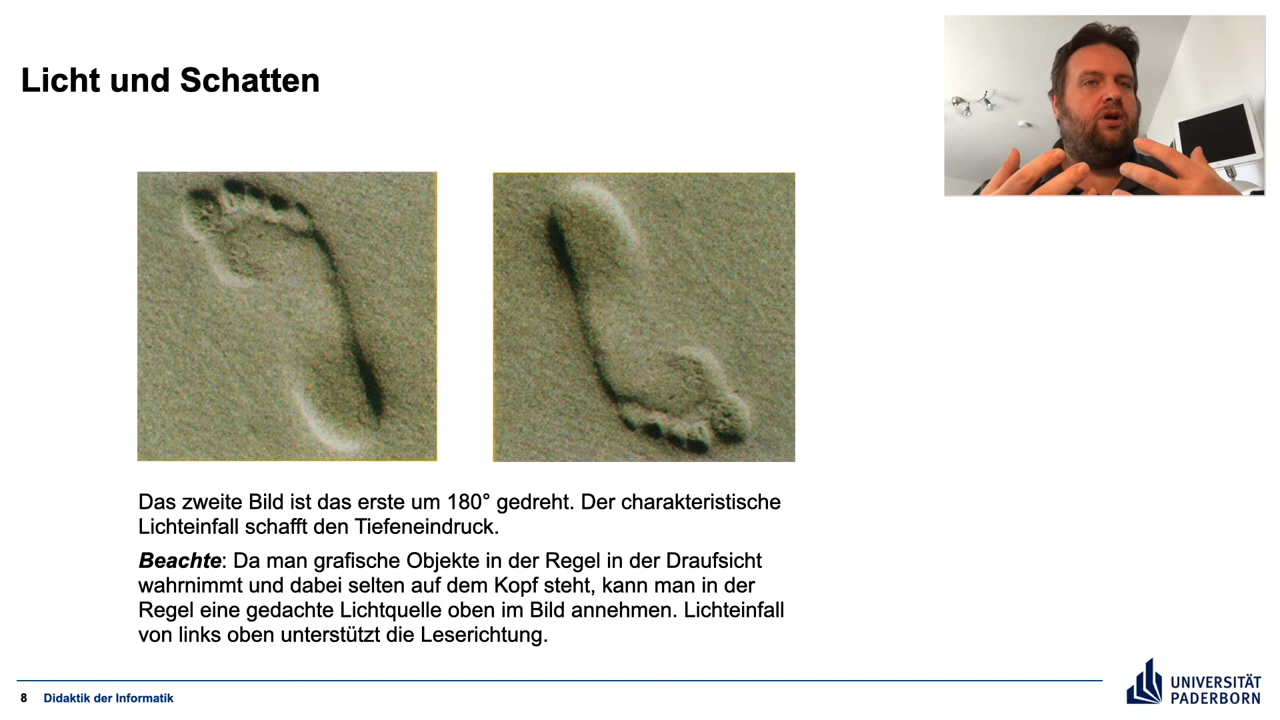 Licht und Schatten
Das zweite Bild ist das erste um 180° gedreht. Der charakteristische
Lichteinfall schafft den Tiefeneindruck.
Beachte: Da man grafische Objekte in der Regel in der Draufsicht
wahrnimmt und dabei selten auf dem Kopf steht, kann man in der
Regel eine gedachte Lichtquelle oben im Bild annehmen. Lichteinfall
von links oben unterstützt die Leserichtung.
8 Didaktik der Informatik
UNIVERSITÄT
PADERBORN